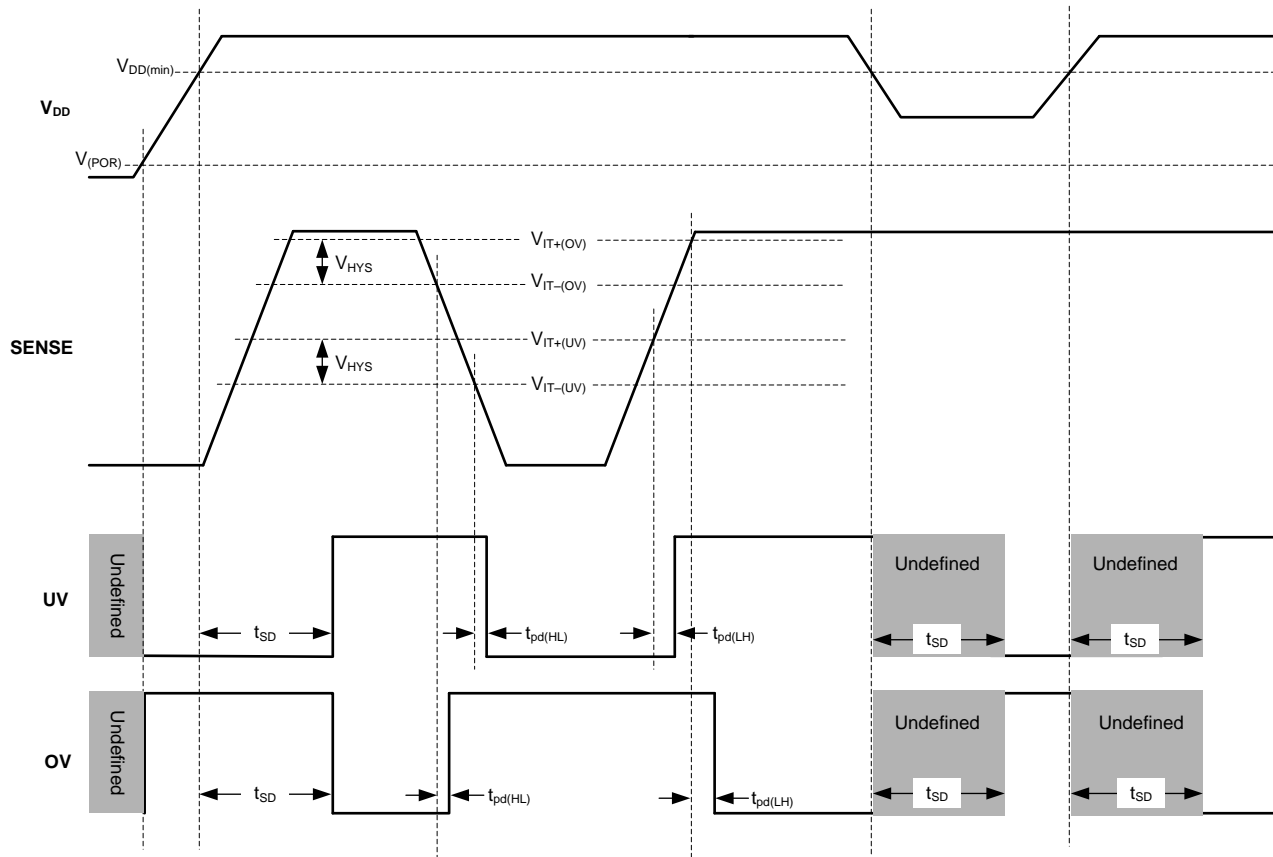 VDD(min)
VDD
V(POR)
VIT+(OV)
VHYS
VIT–(OV)
VIT+(UV)
SENSE
VHYS
VIT–(UV)
Undefined
Undefined
Undefined
UV
tSD
tpd(HL)
tpd(LH)
tSD
tSD
Undefined
Undefined
Undefined
OV
tSD
tpd(HL)
tpd(LH)
tSD
tSD